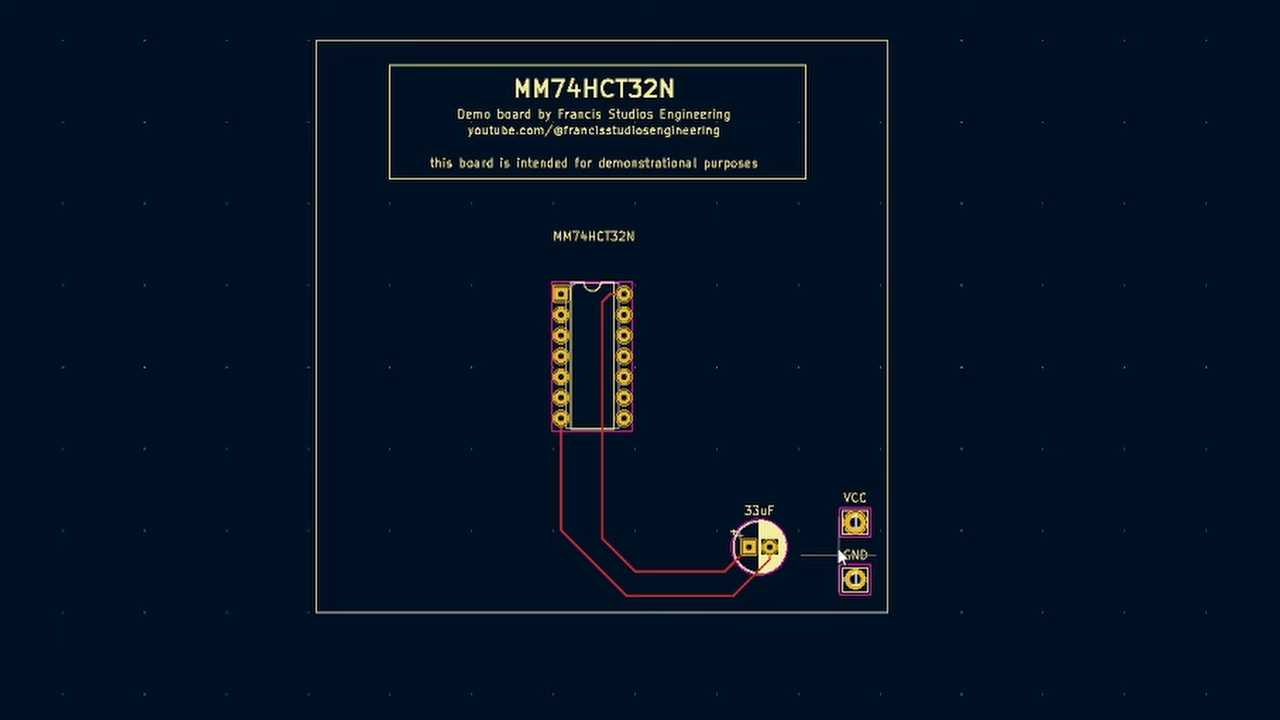 MM74HCT32N
Demo board by Francis Studios Engineering
youtube.com/@francisstudiosengineering
this board is intended for demonstrational purposes
MM74HCT32N
33uF
VCC
GND